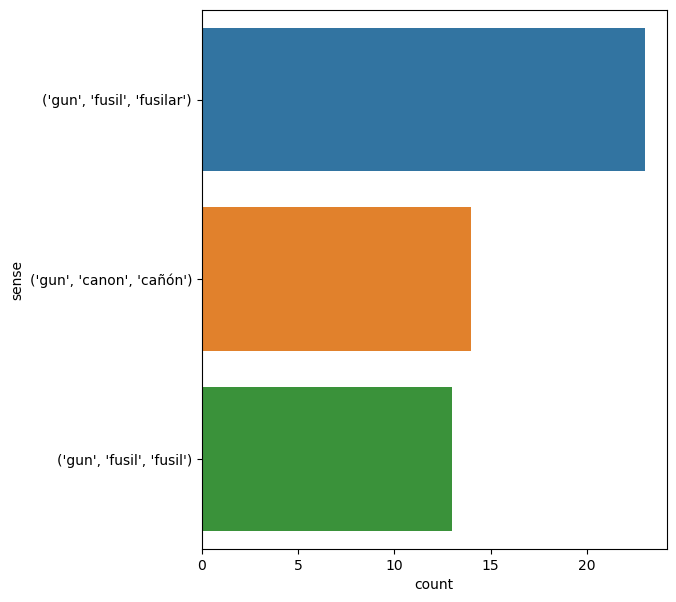 ('gun', 'fusil', 'fusilar')
('gun', 'canon', 'cañón')
('gun', 'fusil', 'fusil')
sense
0 5 10 15 20
count